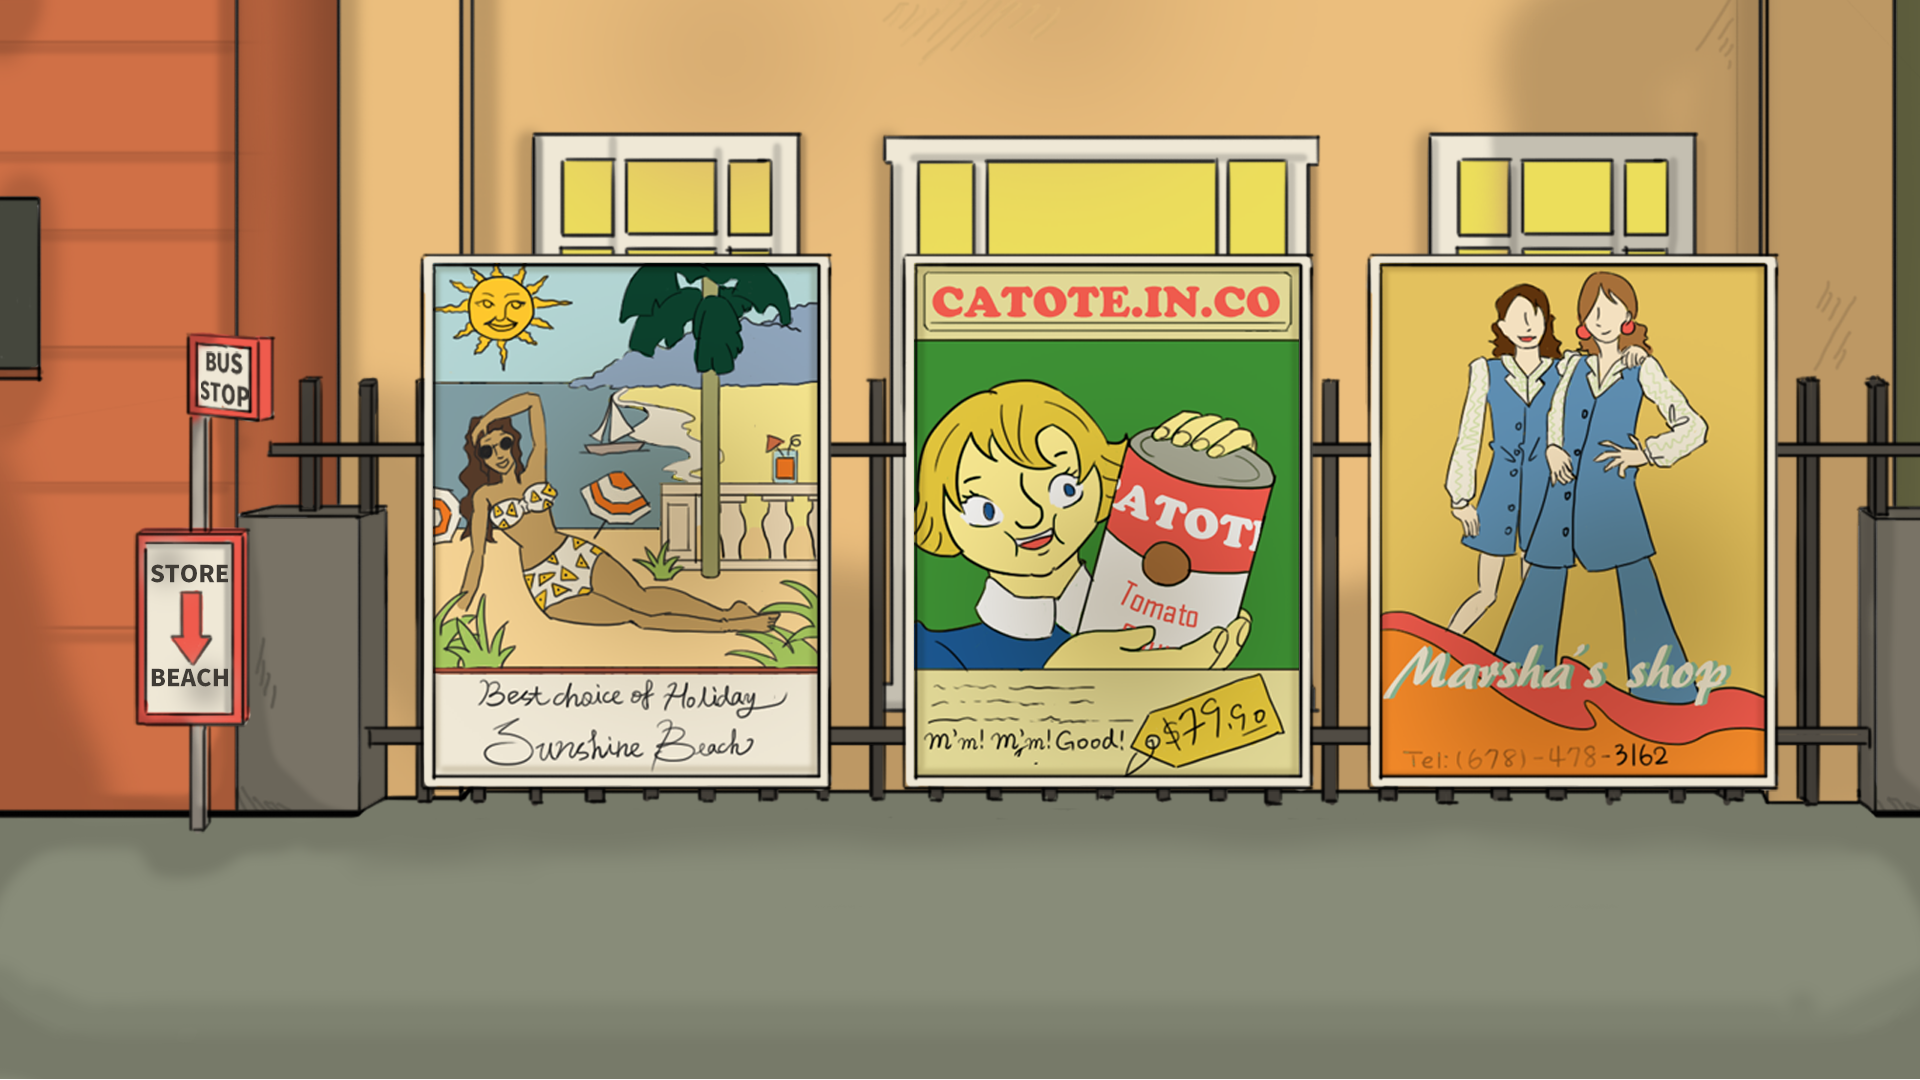 BUS
STOP
STORE
BEACH
Best choice of Holiday
Sunshine Beach
CATOTE.IN.CO
ATOT
Tomato
M'm! M'm! Good!
$79.90
Marsha's shop
Tel:(678)-478-3162